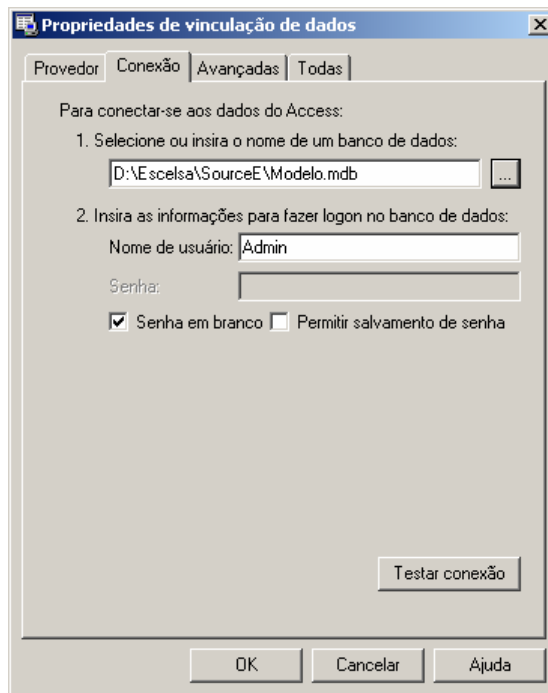 Propriedades de vinculação de dados
Provedor Conexão Avançadas Todas
Para conectar-se aos dados do Access:
1. Selecione ou insira o nome de um banco de dados:
D:\Escelsa\SourceE\Modelo.mdb ...
2. Insira as informações para fazer logon no banco de dados:
Nome de usuário: Admin
Senha:
Senha em branco Permitir salvamento de senha
Testar conexão
OK Cancelar Ajuda